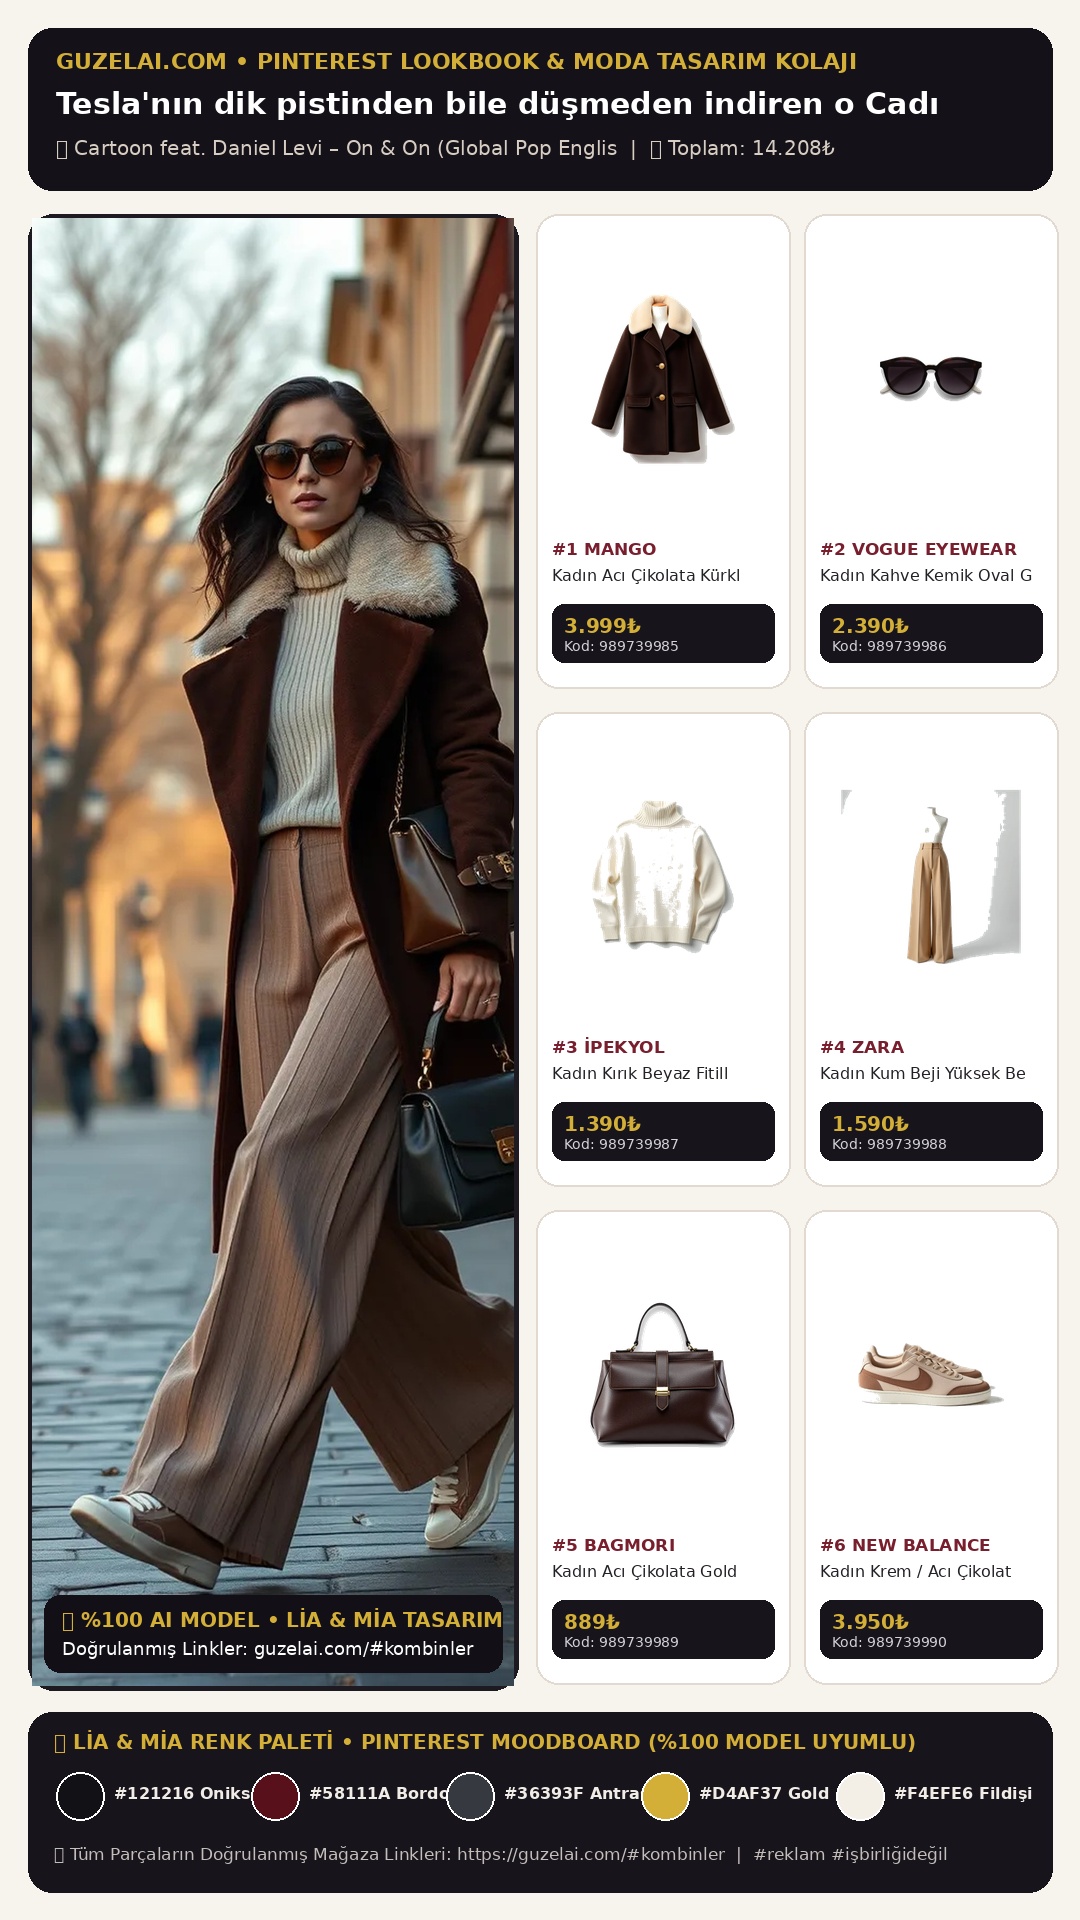 GUZELAI.COM • PINTEREST LOOKBOOK & MODA TASARIM KOLAJI
Tesla'nın dik pistinden bile düşmeden indiren o Cadı
Cartoon feat. Daniel Levi – On & On (Global Pop Englis | Toplam: 14.208₺
#1 MANGO
Kadın Acı Çikolata Kürkl
3.999₺
Kod: 989739985
#2 VOGUE EYEWEAR
Kadın Kahve Kemik Oval G
2.390₺
Kod: 989739986
#3 İPEKYOL
Kadın Kırık Beyaz Fitill
1.390₺
Kod: 989739987
#4 ZARA
Kadın Kum Beji Yüksek Be
1.590₺
Kod: 989739988
#5 BAGMORI
Kadın Acı Çikolata Gold
889₺
Kod: 989739989
#6 NEW BALANCE
Kadın Krem / Acı Çikolat
3.950₺
Kod: 989739990
%100 AI MODEL • LİA & MİA TASARIM
Doğrulanmış Linkler: guzelai.com/#kombinler
LİA & MİA RENK PALETİ • PINTEREST MOODBOARD (%100 MODEL UYUMLU)
#121216 Oniks #58111A Bordo #36393F Antra #D4AF37 Gold #F4EFE6 Fildişi
Tüm Parçaların Doğrulanmış Mağaza Linkleri: https://guzelai.com/#kombinler | #reklam #işbirliğideğil